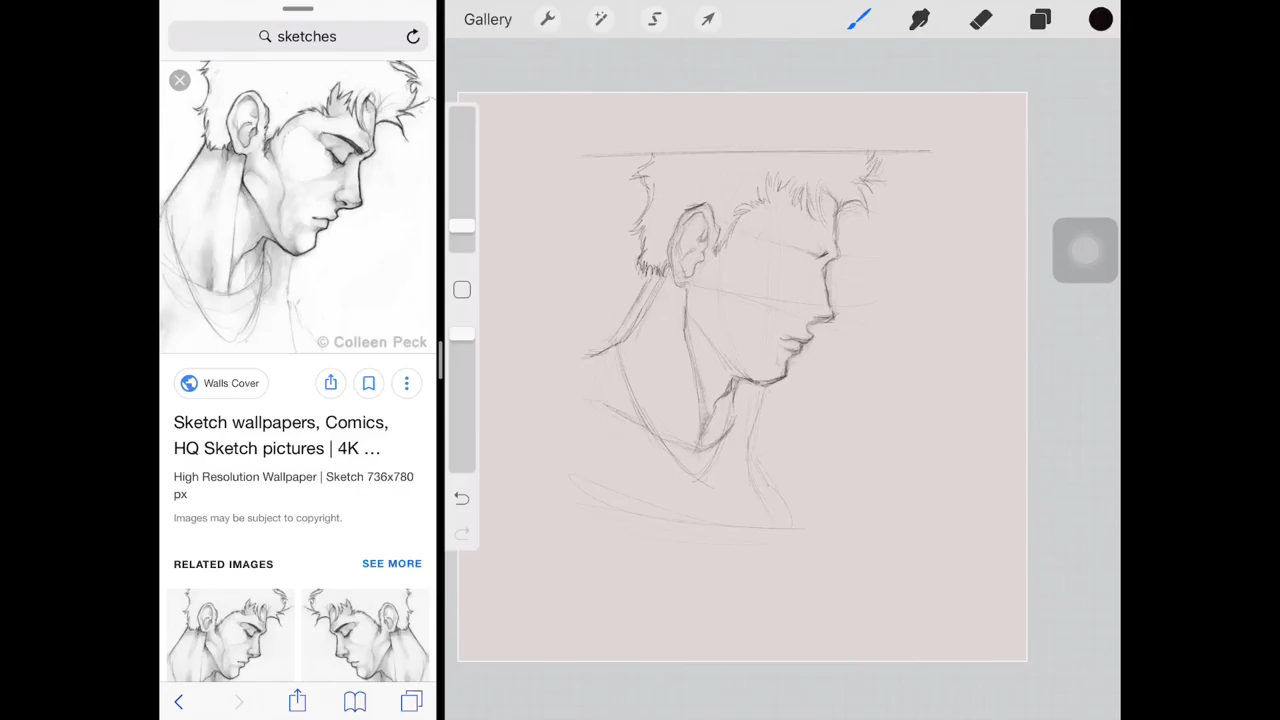 sketches
Gallery
© Colleen Peck
Walls Cover
Sketch wallpapers, Comics,
HQ Sketch pictures | 4K …
High Resolution Wallpaper | Sketch 736x780
px
Images may be subject to copyright.
RELATED IMAGES
SEE MORE